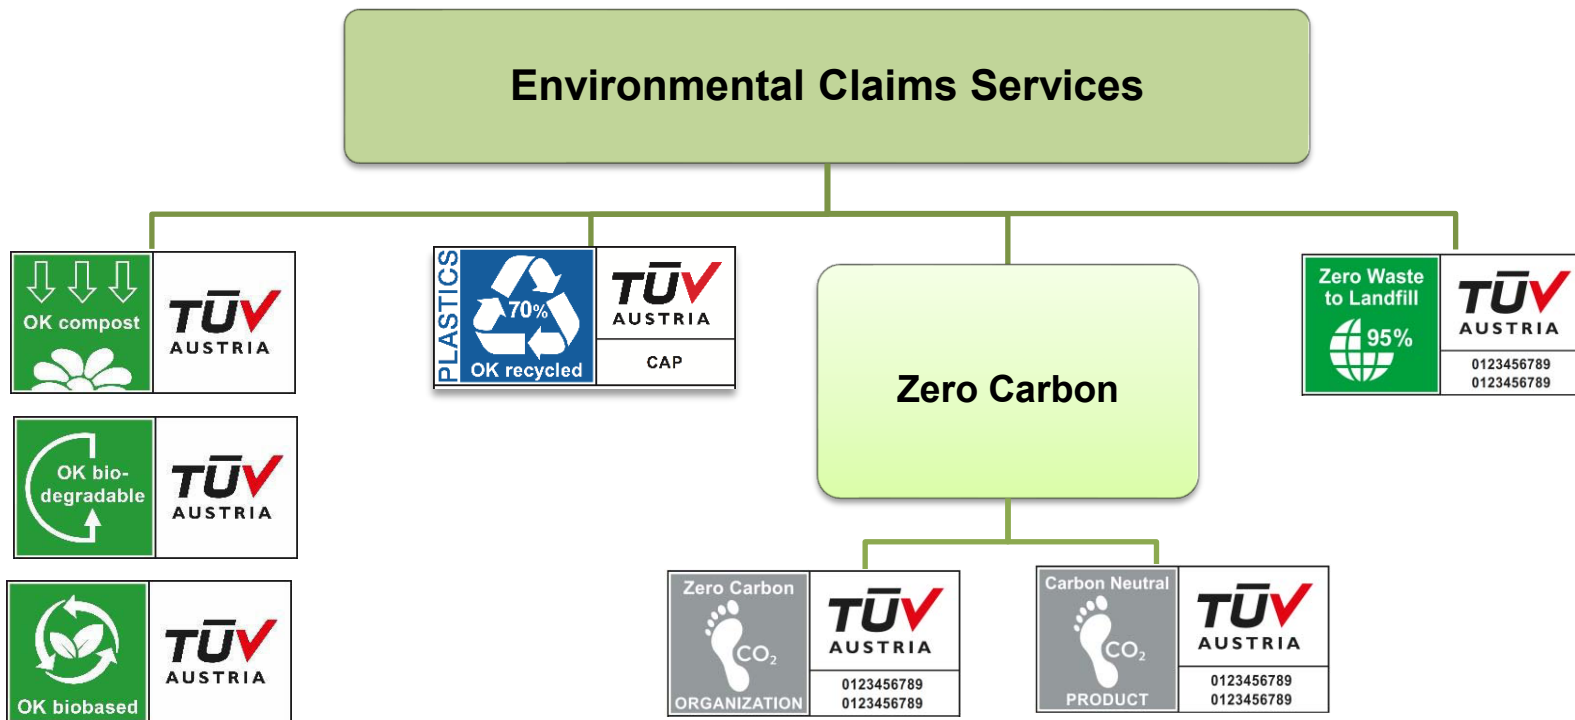 Environmental Claims Services
OK compost
TÜV
AUSTRIA
OK bio-
degradable
TÜV
AUSTRIA
OK biobased
TÜV
AUSTRIA
PLASTICS
70%
OK recycled
TÜV
AUSTRIA
CAP
Zero Carbon
Zero Carbon
CO₂
ORGANIZATION
TÜV
AUSTRIA
0123456789
0123456789
Carbon Neutral
CO₂
PRODUCT
TÜV
AUSTRIA
0123456789
0123456789
Zero Waste
to Landfill
95%
TÜV
AUSTRIA
0123456789
0123456789